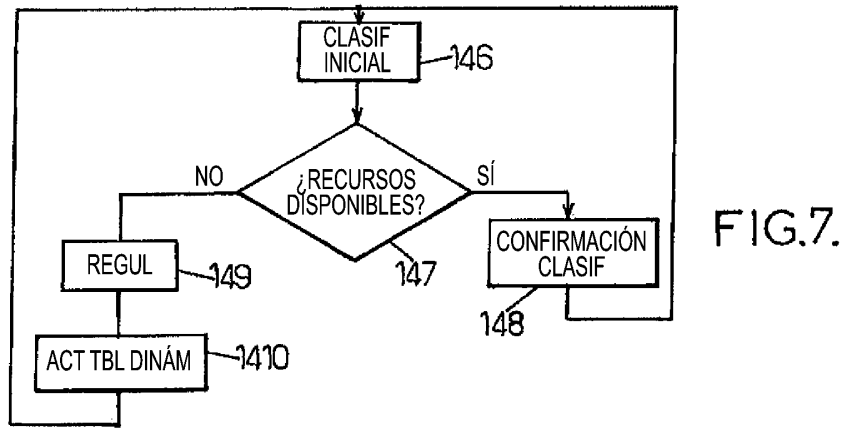 CLASIF
INICIAL
146
NO
¿RECURSOS
DISPONIBLES?
SÍ
147
CONFIRMACIÓN
CLASIF
148
REGUL
149
ACT TBL DINÁM
1410
FIG.7.